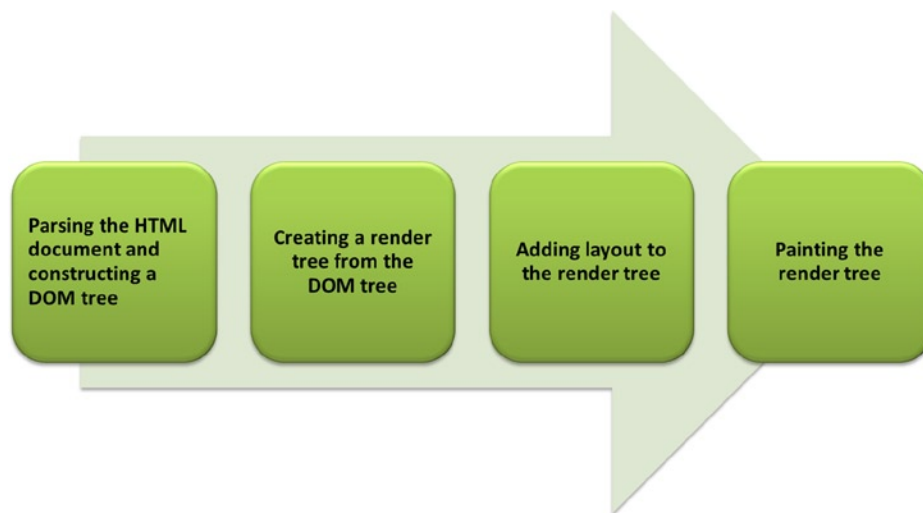 Parsing the HTML
document and
constructing a
DOM tree
Creating a render
tree from the
DOM tree
Adding layout to
the render tree
Painting the
render tree